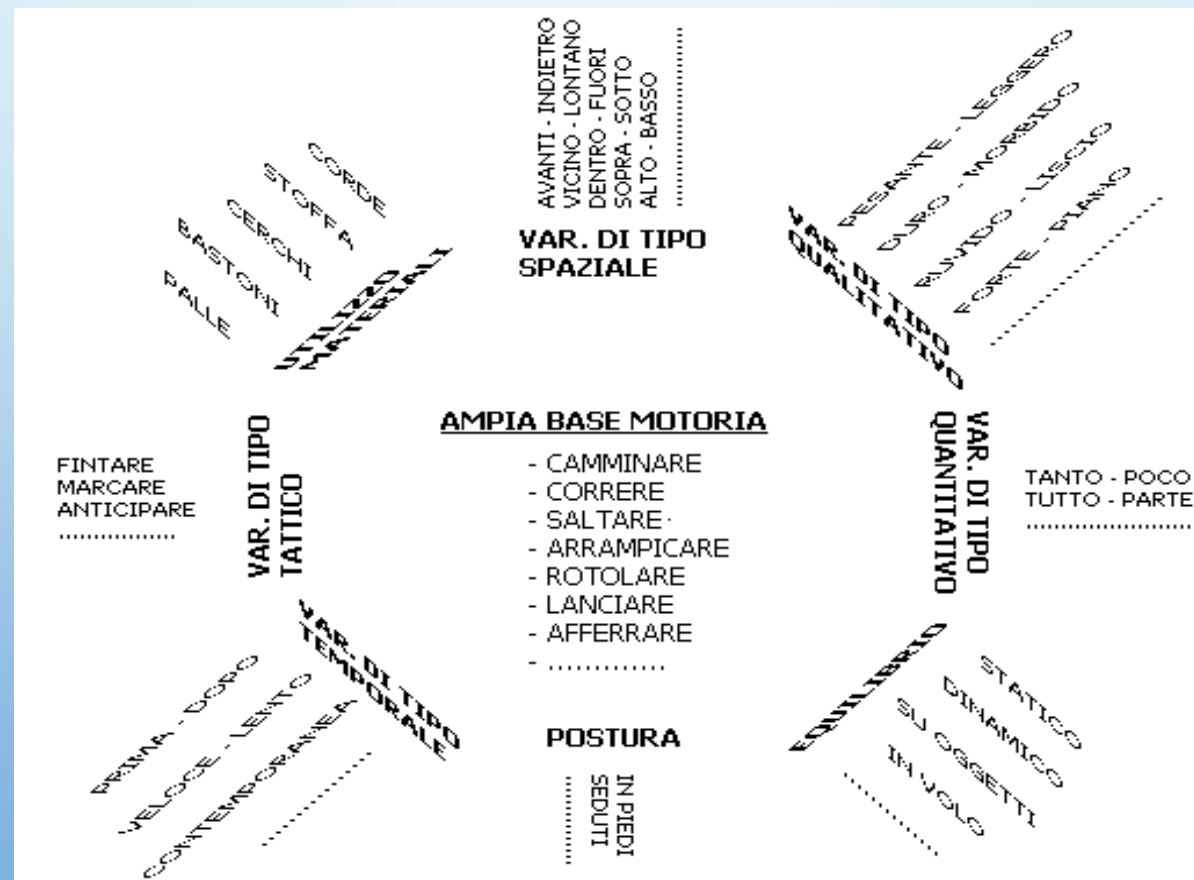 AVANTI - INDIETRO
VICINO - LONTANO
DENTRO - FUORI
SOPRA - SOTTO
ALTO - BASSO
........................
VAR. DI TIPO
SPAZIALE
PESANTE - LEGGERO
DURO - MORBIDO
RUVIDO - LISCIO
FORTE - PIANO
........................
VAR. DI TIPO
QUALITATIVO
CORDE
STOFFA
CERCHI
BASTONI
PALLE
UTILIZZO
MATERIALI
AMPIA BASE MOTORIA
- CAMMINARE
- CORRERE
- SALTARE
- ARRAMPICARE
- ROTOLARE
- LANCIARE
- AFFERRARE
- .............
VAR. DI TIPO
TATTICO
FINTARE
MARCARE
ANTICIPARE
.................
VAR. DI TIPO
QUANTITATIVO
TANTO - POCO
TUTTO - PARTE
........................
VAR. DI TIPO
TEMPORALE
PRIMA - DOPO
VELOCE - LENTO
CONTEMPORANEA
.................
POSTURA
IN PIEDI
SEDUTI
.............
EQUILIBRIO
STATICO
DINAMICO
SU OGGETTI
IN VOLO
.................